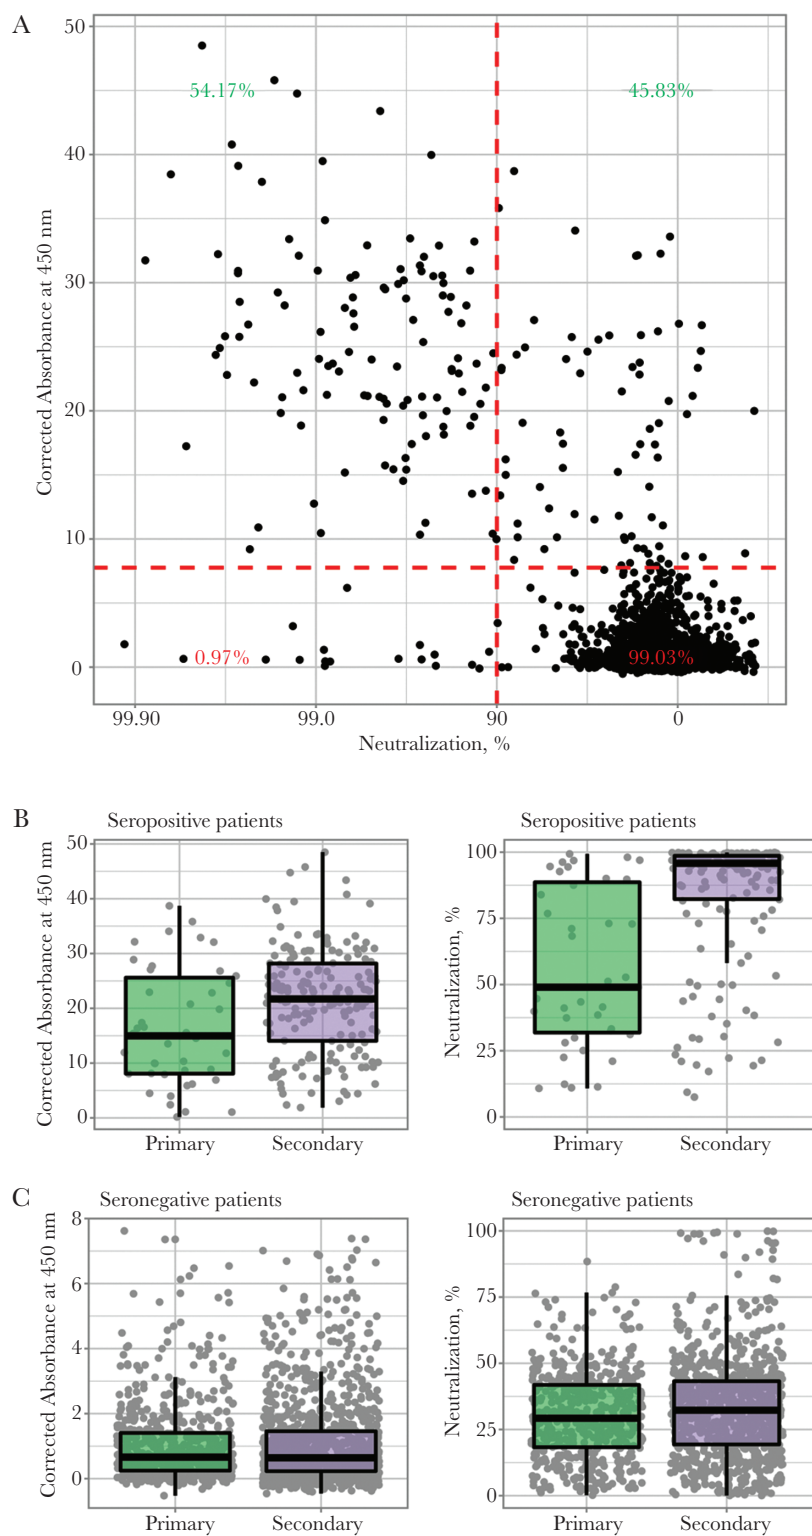 A
50
54.17%
45.83%
40
30
20
10
0
0.97%
99.03%
Corrected Absorbance at 450 nm
99.90
99.0
90
0
Neutralization, %
B
Seropositive patients
50
40
30
20
10
0
Corrected Absorbance at 450 nm
Primary
Secondary
Seropositive patients
100
75
50
25
0
Neutralization, %
Primary
Secondary
C
Seronegative patients
8
6
4
2
0
Corrected Absorbance at 450 nm
Primary
Secondary
Seronegative patients
100
75
50
25
0
Neutralization, %
Primary
Secondary